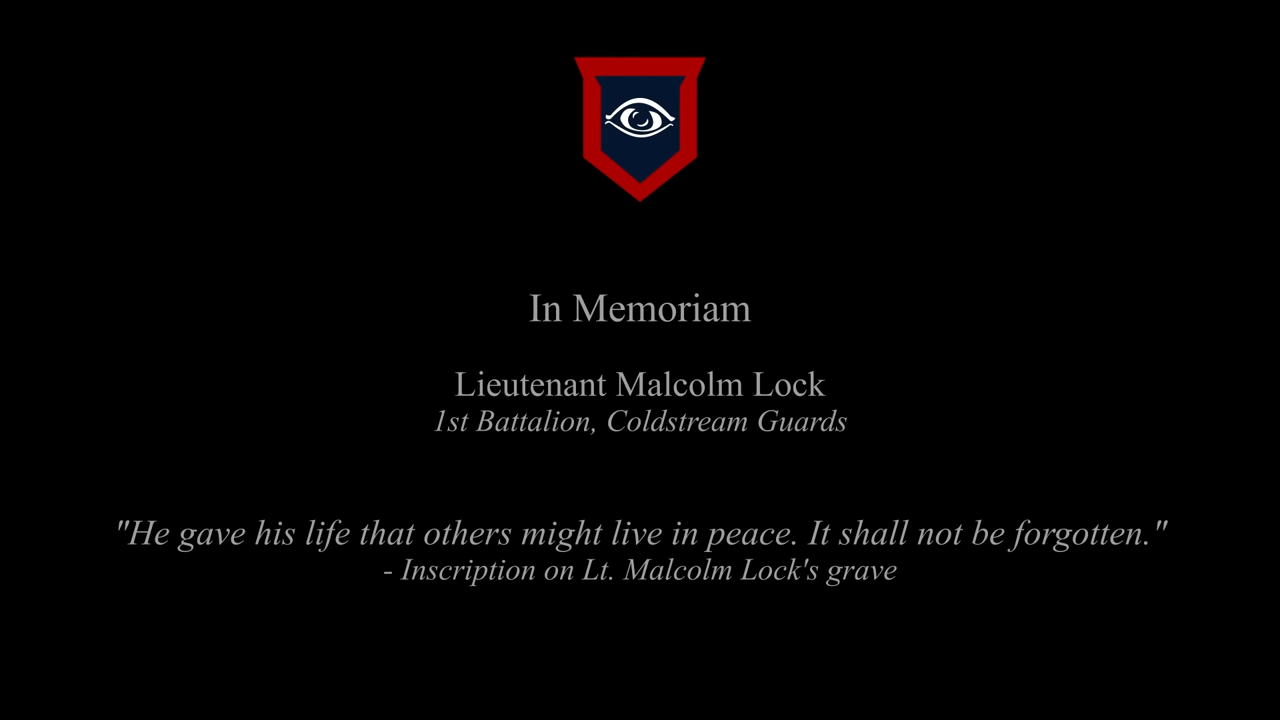 In Memoriam
Lieutenant Malcolm Lock
1st Battalion, Coldstream Guards
"He gave his life that others might live in peace. It shall not be forgotten."
- Inscription on Lt. Malcolm Lock's grave